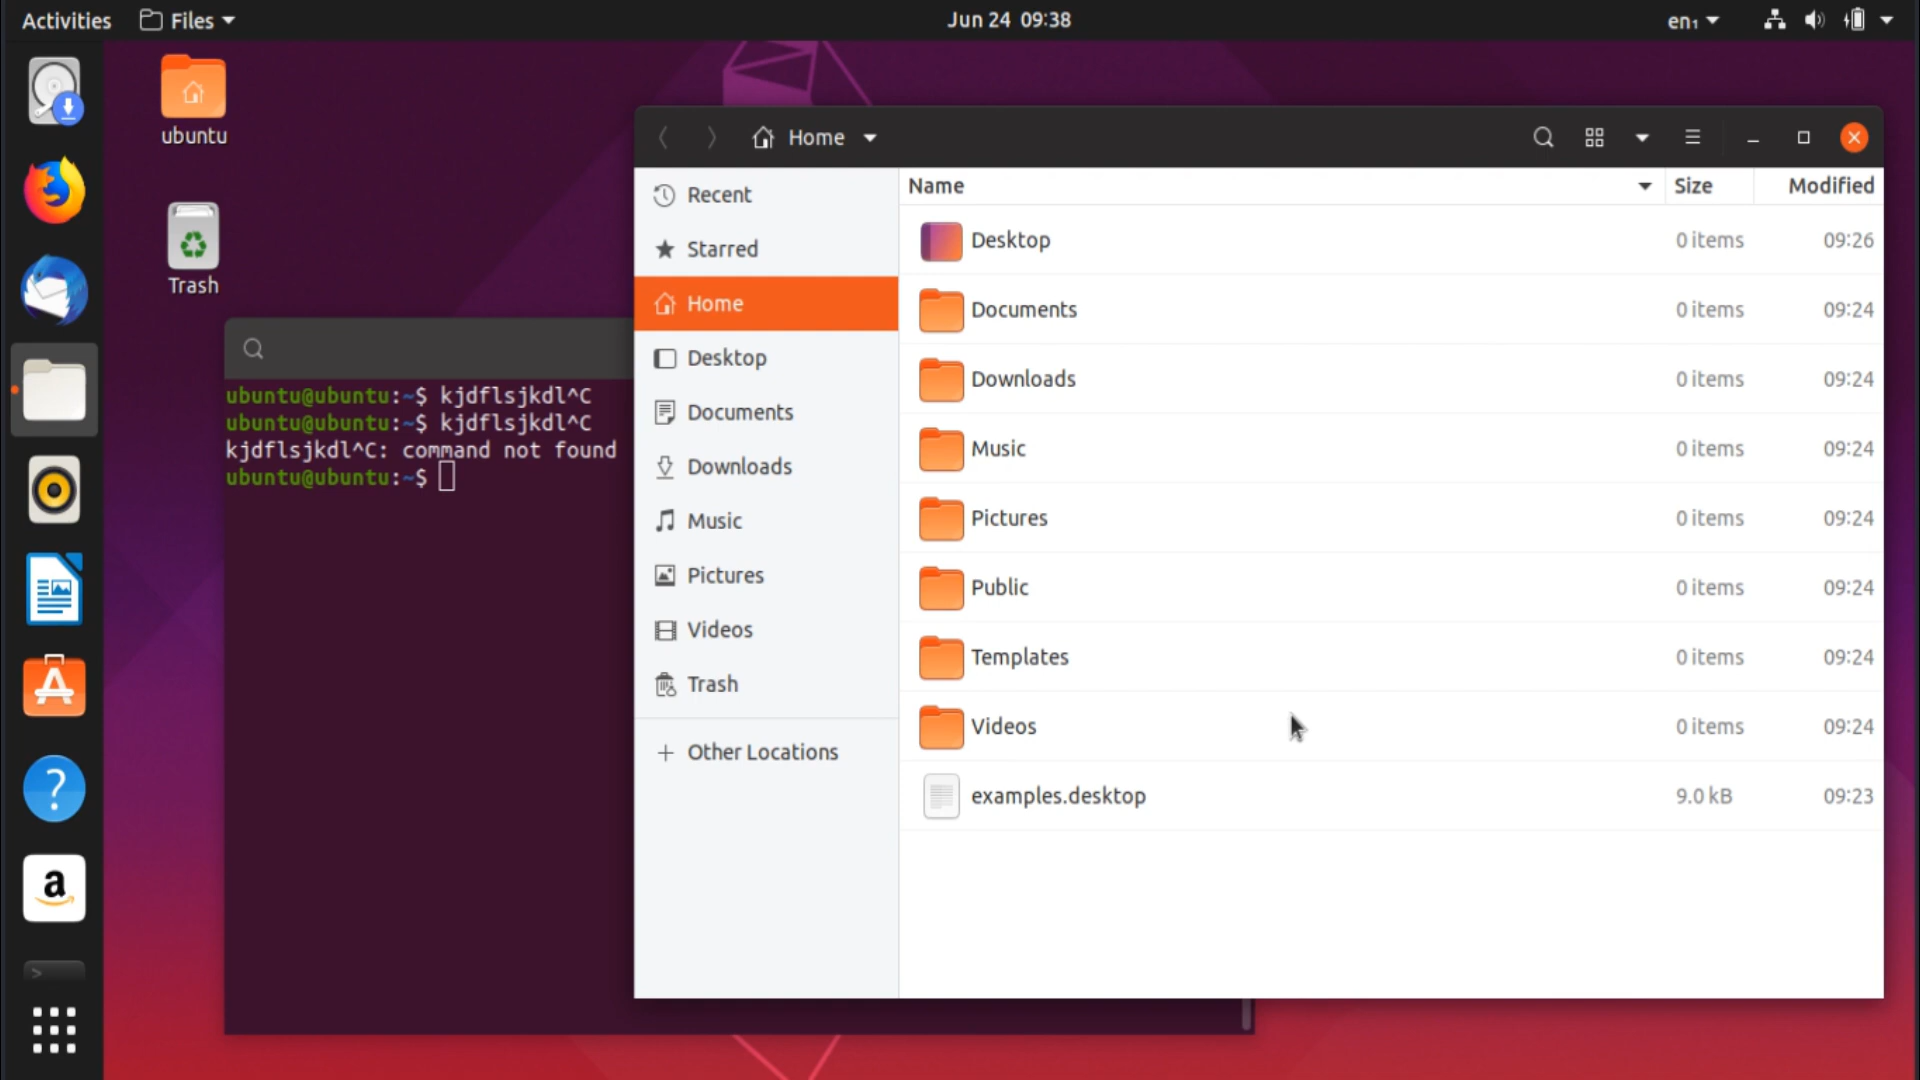 Activities Files Jun 24 09:38 en₁
ubuntu
Trash
ubuntu@ubuntu:~$ kjdflsjkdl^C
ubuntu@ubuntu:~$ kjdflsjkdl^C
kjdflsjkdl^C: command not found
ubuntu@ubuntu:~$
Home
Recent
Starred
Home
Desktop
Documents
Downloads
Music
Pictures
Videos
Trash
+ Other Locations
Name Size Modified
Desktop 0 items 09:26
Documents 0 items 09:24
Downloads 0 items 09:24
Music 0 items 09:24
Pictures 0 items 09:24
Public 0 items 09:24
Templates 0 items 09:24
Videos 0 items 09:24
examples.desktop 9.0 kB 09:23
?
a
>